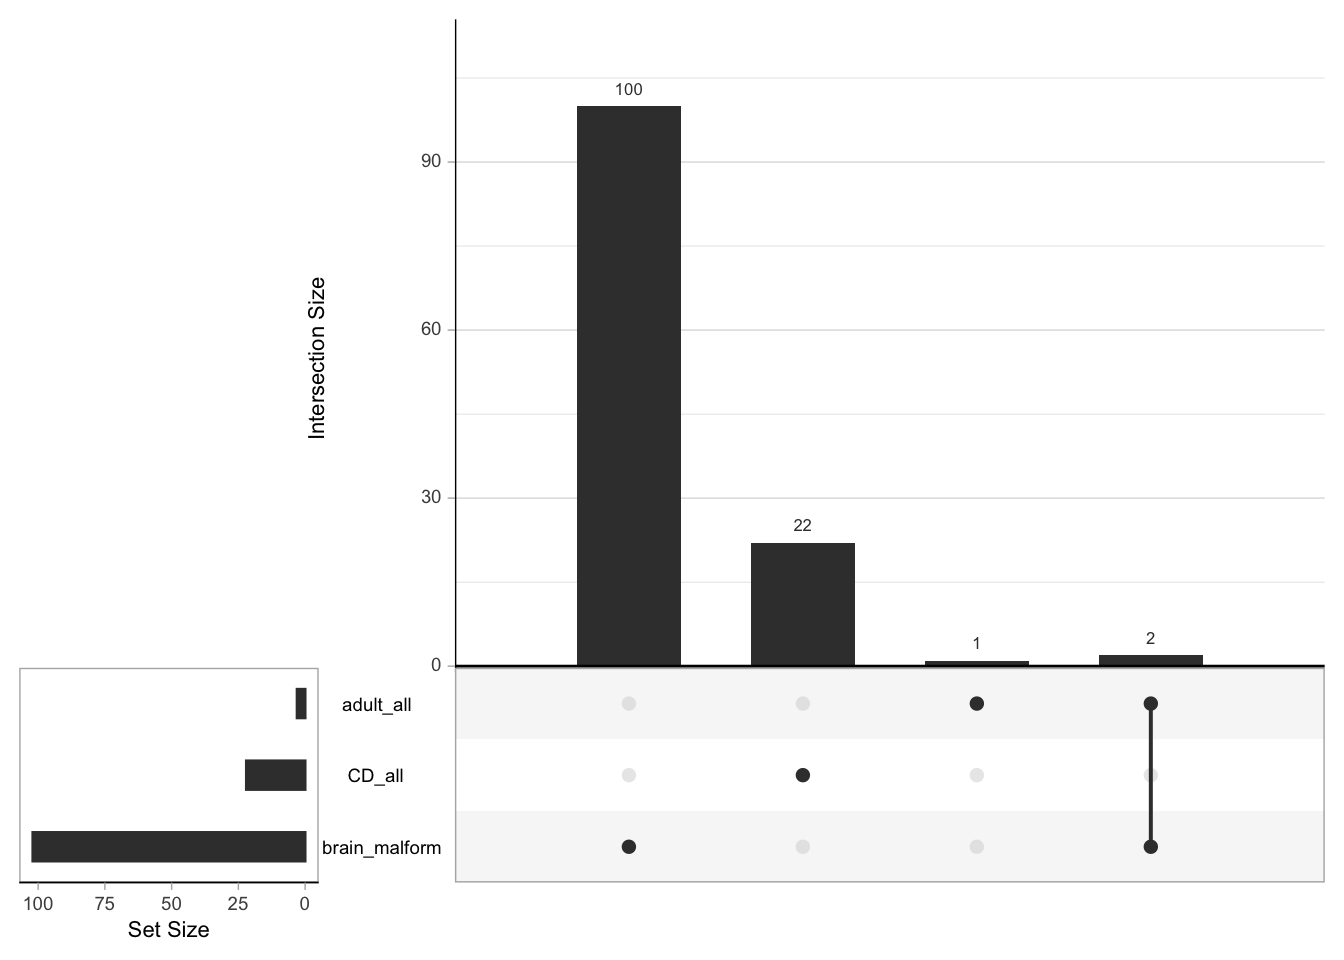 100
90
60
Intersection Size
30
22
1
2
0
adult_all
CD_all
brain_malform
100 75 50 25 0
Set Size